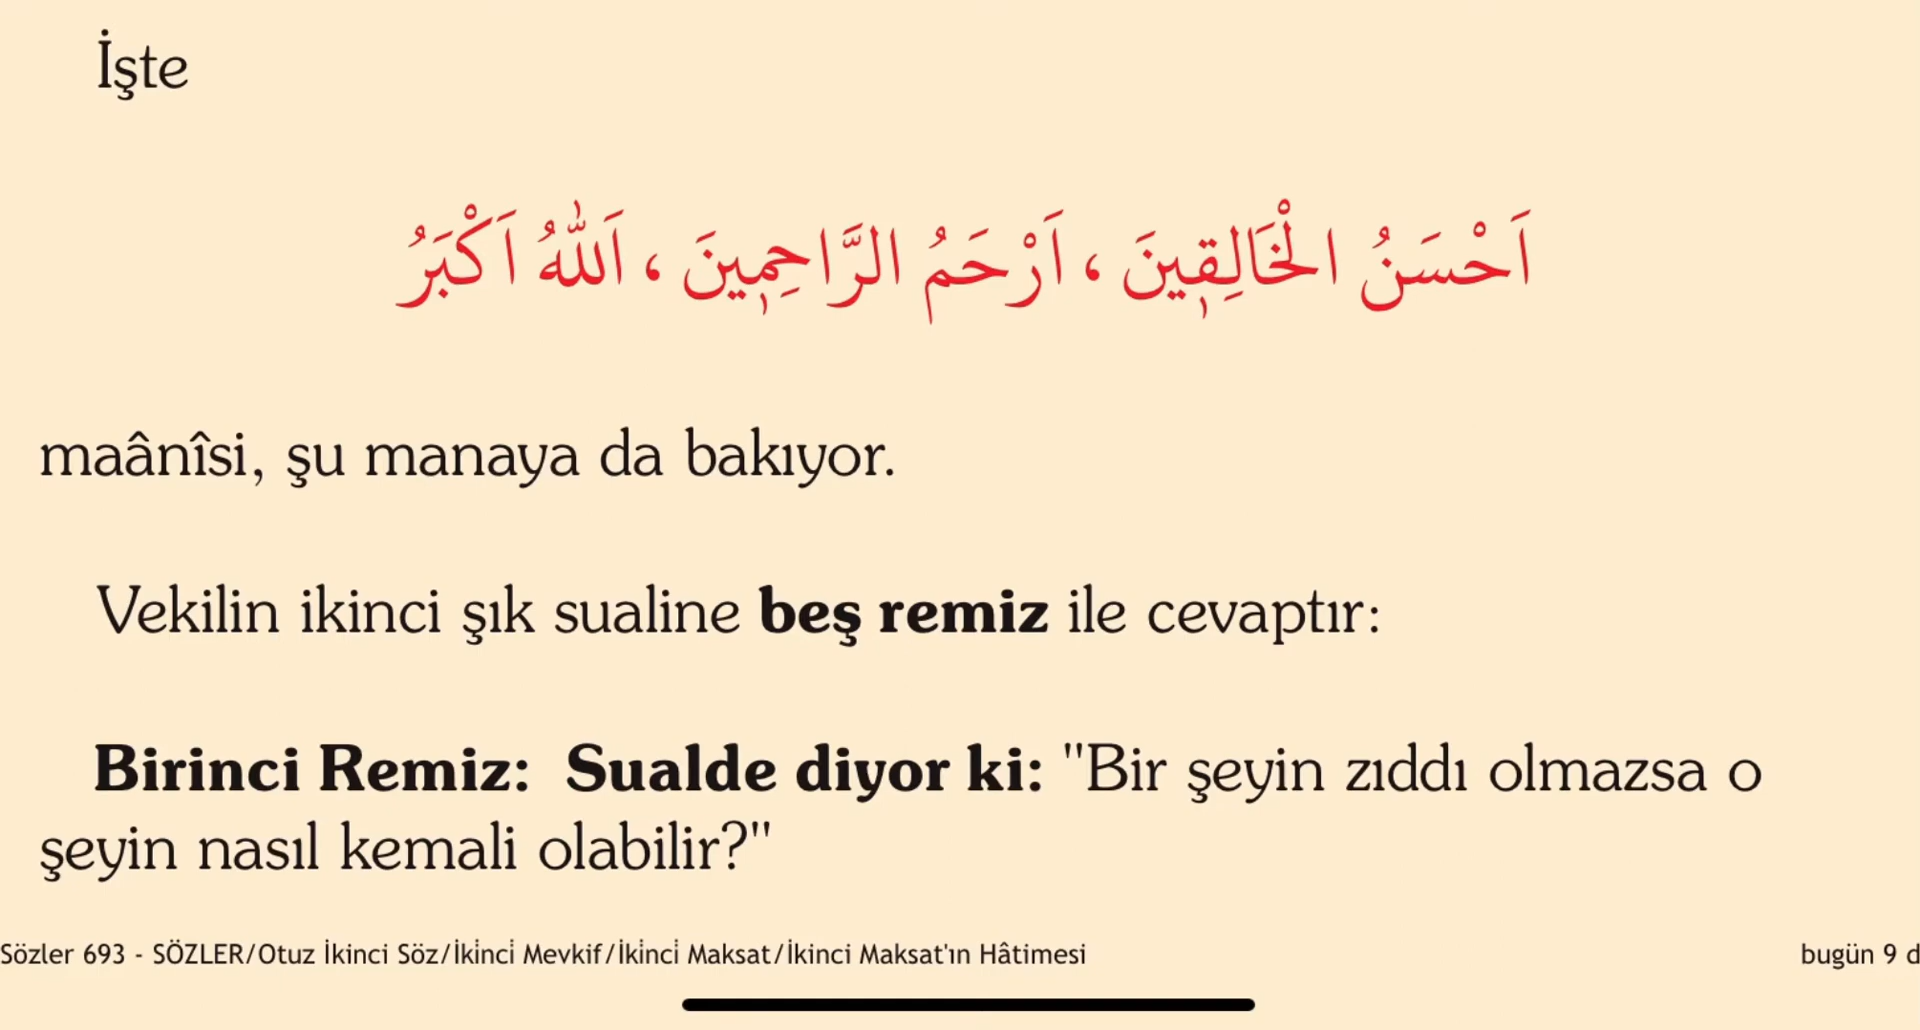 İşte
اَحْسَنُ الْخَالِقِينَ ، اَرْحَمُ الرَّاحِمِينَ ، اَللّٰهُ اَكْبَرُ
maânîsi, şu manaya da bakıyor.
Vekilin ikinci şık sualine beş remiz ile cevaptır:
Birinci Remiz: Sualde diyor ki: "Bir şeyin zıddı olmazsa o
şeyin nasıl kemali olabilir?"
Sözler 693 - SÖZLER/Otuz İkinci Söz/İkinci Mevkif/İkinci Maksat/İkinci Maksat'ın Hâtimesi
bugün 9 d